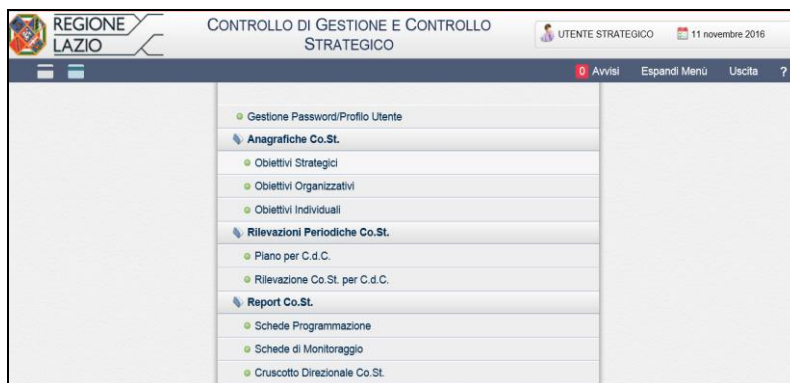 REGIONE
LAZIO
CONTROLLO DI GESTIONE E CONTROLLO
STRATEGICO
UTENTE STRATEGICO 11 novembre 2016
0 Avvisi Espandi Menù Uscita ?
Gestione Password/Profilo Utente
Anagrafiche Co.St.
Obiettivi Strategici
Obiettivi Organizzativi
Obiettivi Individuali
Rilevazioni Periodiche Co.St.
Piano per C.d.C.
Rilevazione Co.St. per C.d.C.
Report Co.St.
Schede Programmazione
Schede di Monitoraggio
Cruscotto Direzionale Co.St.